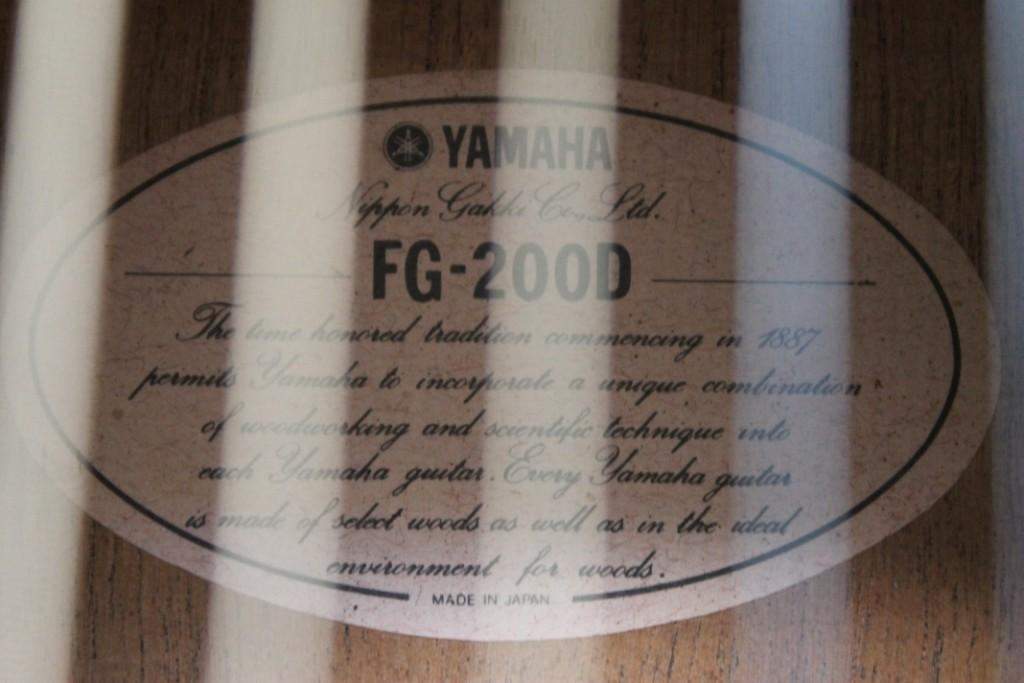 YAMAHA
Nippon Gakki Co., Ltd.
FG-200D
The time honored tradition commencing in 1887
permits Yamaha to incorporate a unique combination
of woodworking and scientific technique into
each Yamaha guitar. Every Yamaha guitar
is made of select woods as well as in the ideal
environment for woods.
MADE IN JAPAN